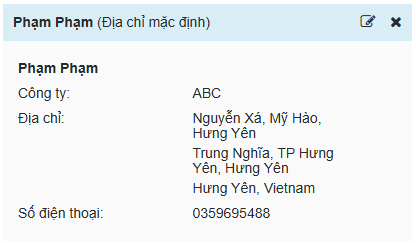 Phạm Phạm (Địa chỉ mặc định)
Phạm Phạm
Công ty: ABC
Địa chỉ: Nguyễn Xá, Mỹ Hào,
Hưng Yên
Trung Nghĩa, TP Hưng
Yên, Hưng Yên
Hưng Yên, Vietnam
Số điện thoại: 0359695488